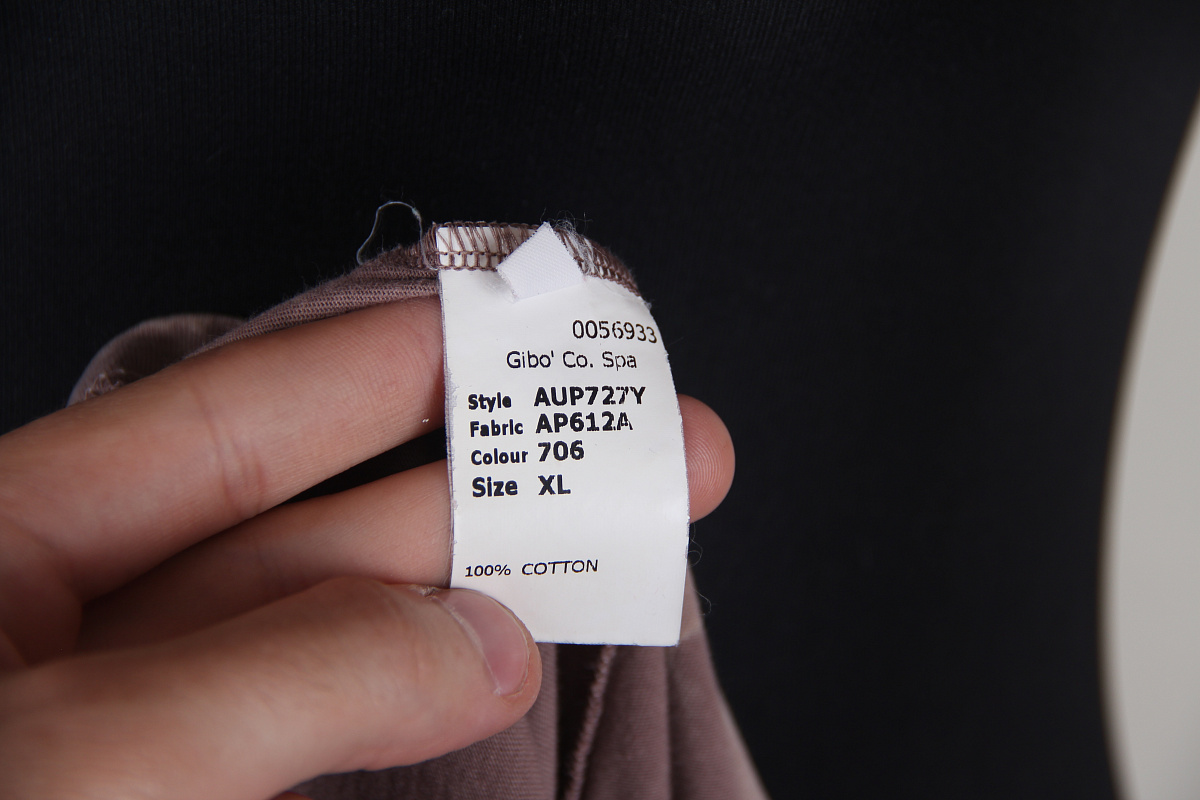 0056933
Gibo' Co. Spa
Style AUP727Y
Fabric AP612A
Colour 706
Size XL
100% COTTON